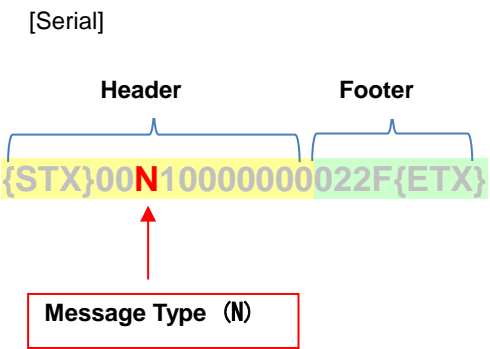 [Serial]
Header Footer
{STX}00N10000000022F{ETX}
Message Type （N）